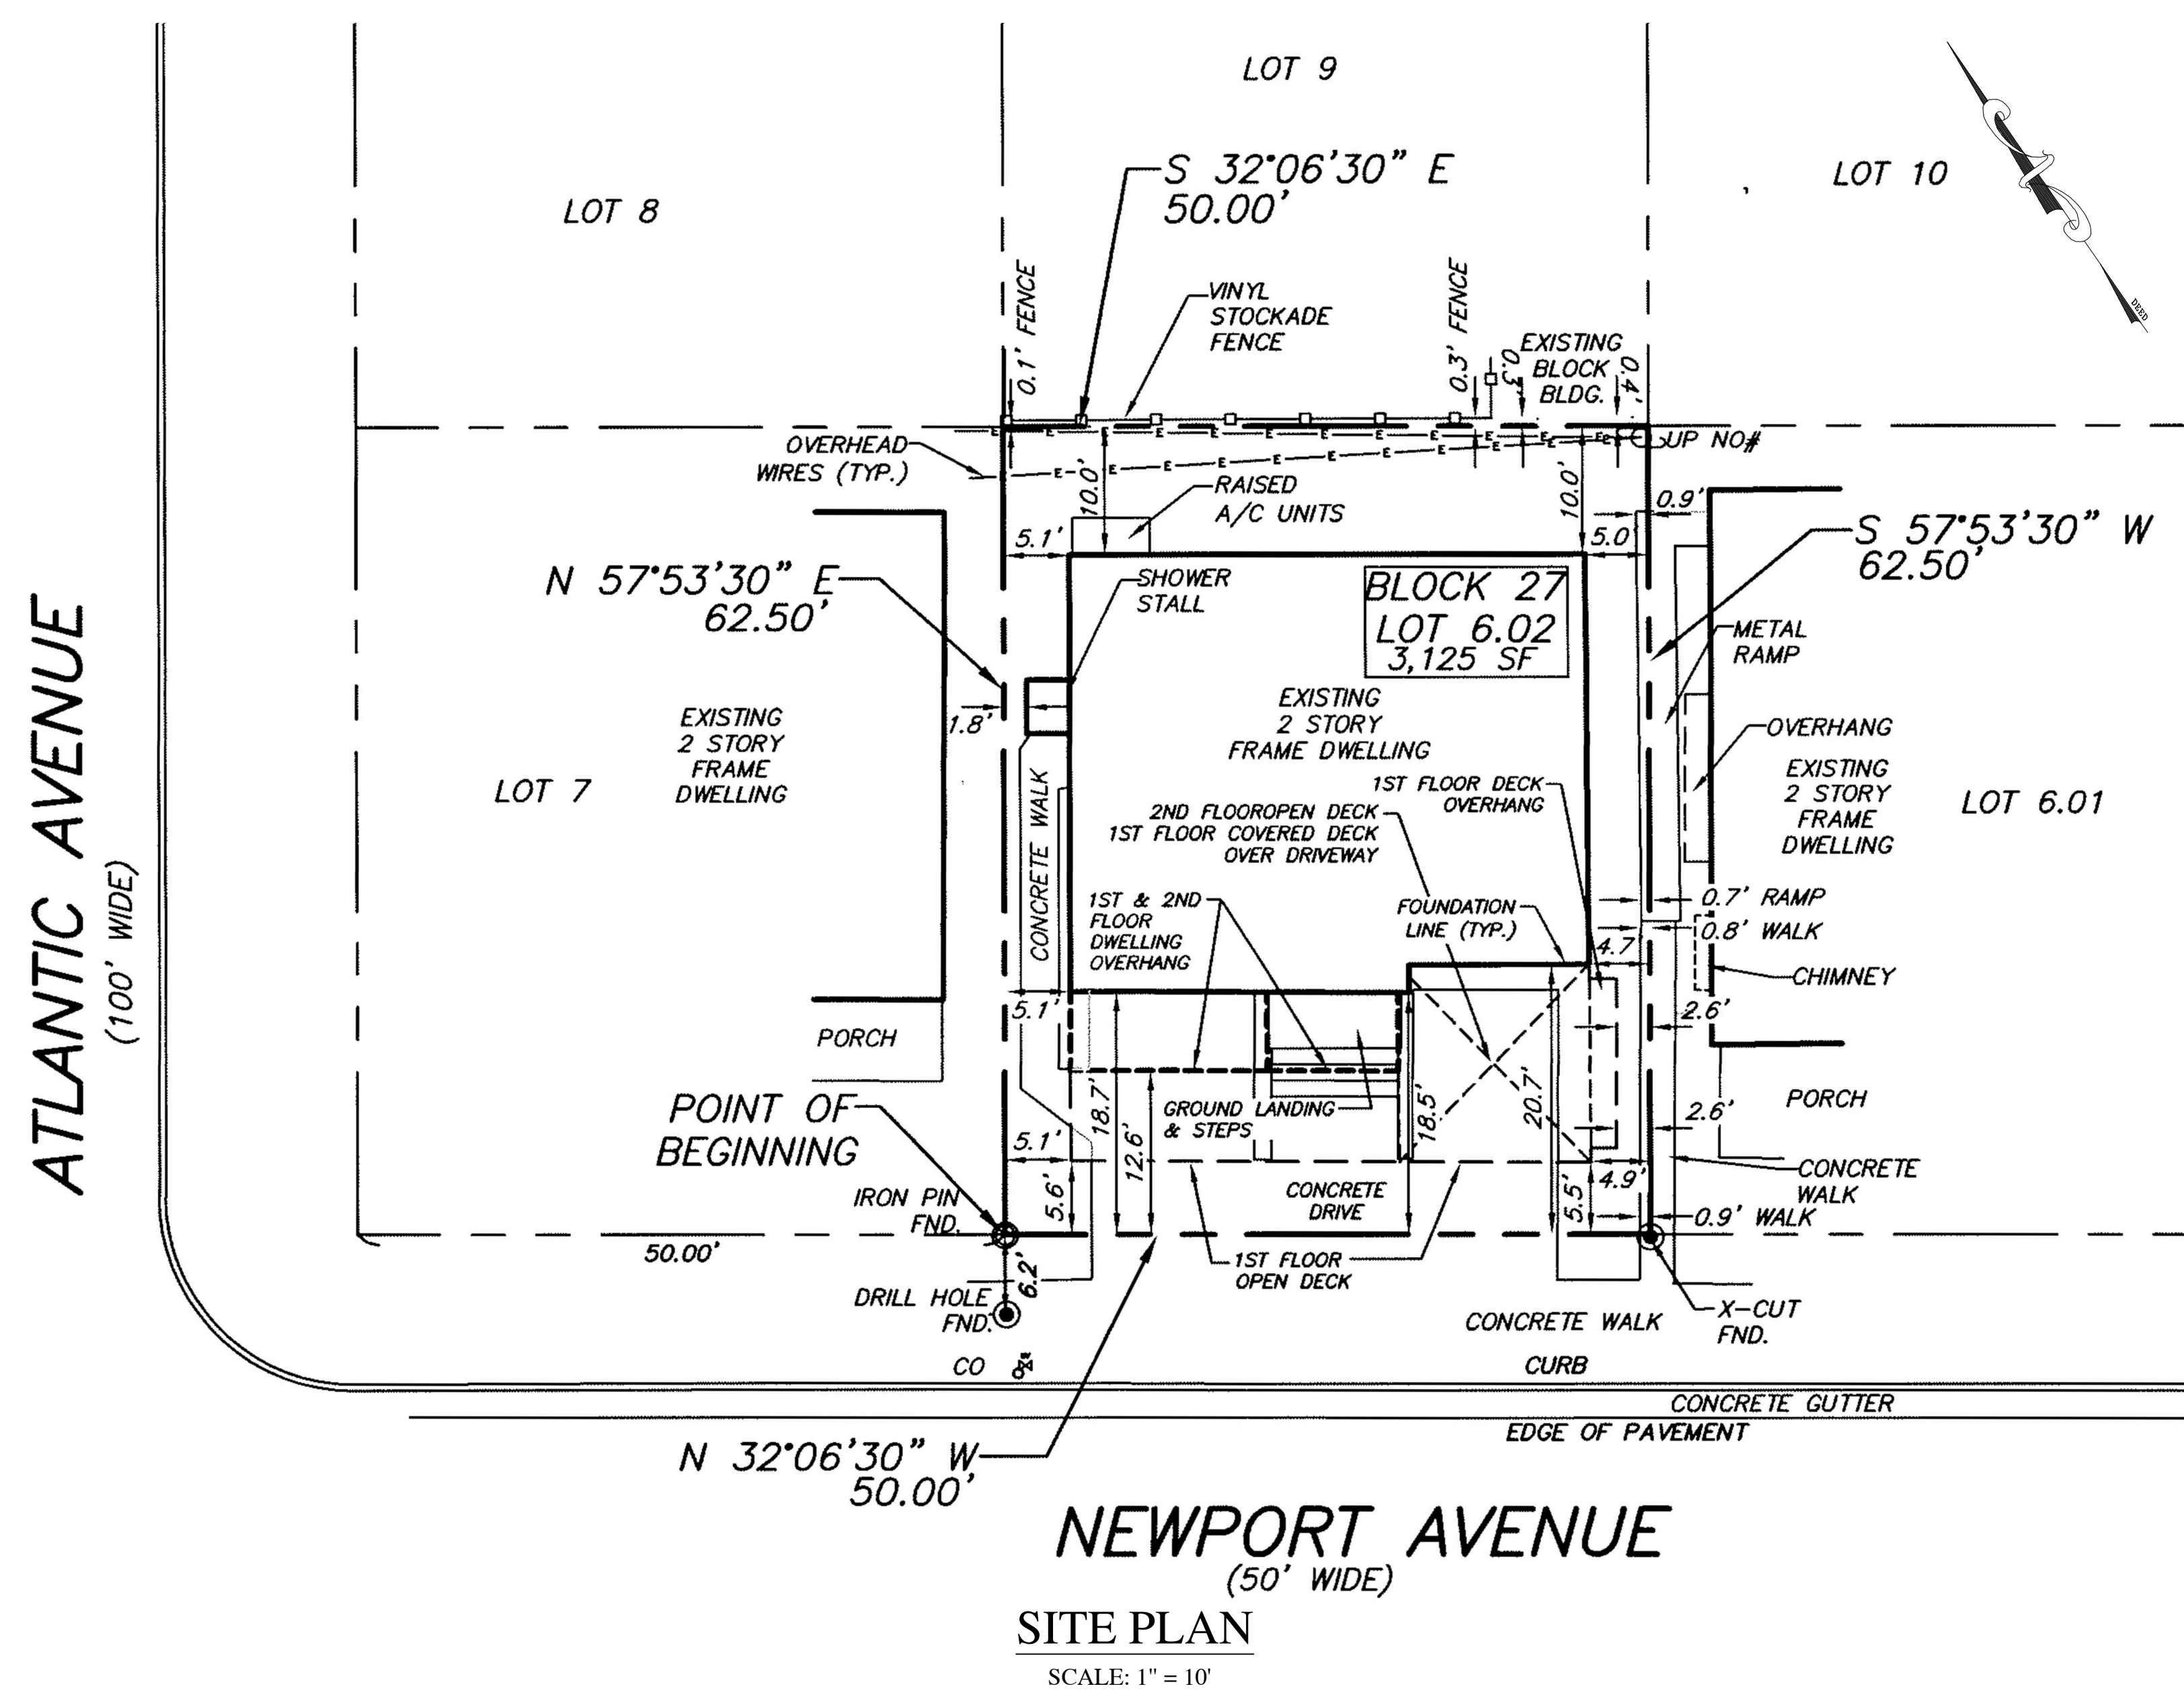 LOT 9
LOT 10
LOT 8
S 32°06'30" E
50.00'
DEED
0.1' FENCE
VINYL
STOCKADE
FENCE
0.3' FENCE
0.3'
EXISTING
BLOCK
BLDG.
0.4'
OVERHEAD
WIRES (TYP.)
E E E E E E E E E E
E E E E E E E E E E
UP NO#
10.0'
RAISED
A/C UNITS
10.0'
0.9'
5.1'
5.0
S 57°53'30" W
62.50'
N 57°53'30" E
62.50'
SHOWER
STALL
BLOCK 27
LOT 6.02
3,125 SF
METAL
RAMP
ATLANTIC AVENUE
(100' WIDE)
EXISTING
2 STORY
FRAME
DWELLING
LOT 7
1.8'
EXISTING
2 STORY
FRAME DWELLING
OVERHANG
EXISTING
2 STORY
FRAME
DWELLING
LOT 6.01
CONCRETE WALK
1ST FLOOR DECK
OVERHANG
2ND FLOOROPEN DECK
1ST FLOOR COVERED DECK
OVER DRIVEWAY
1ST & 2ND
FLOOR
DWELLING
OVERHANG
FOUNDATION
LINE (TYP.)
0.7' RAMP
0.8' WALK
4.7
CHIMNEY
5.1'
2.6'
PORCH
18.7'
12.6'
GROUND LANDING
& STEPS
18.5'
20.7'
2.6'
PORCH
POINT OF
BEGINNING
5.1'
5.6'
CONCRETE
DRIVE
5.5'
4.9'
CONCRETE
WALK
IRON PIN
FND.
0.9' WALK
50.00'
6.2'
1ST FLOOR
OPEN DECK
DRILL HOLE
FND.
CONCRETE WALK
X-CUT
FND.
CO
CURB
CONCRETE GUTTER
EDGE OF PAVEMENT
N 32°06'30" W
50.00'
NEWPORT AVENUE
(50' WIDE)
SITE PLAN
SCALE: 1" = 10'